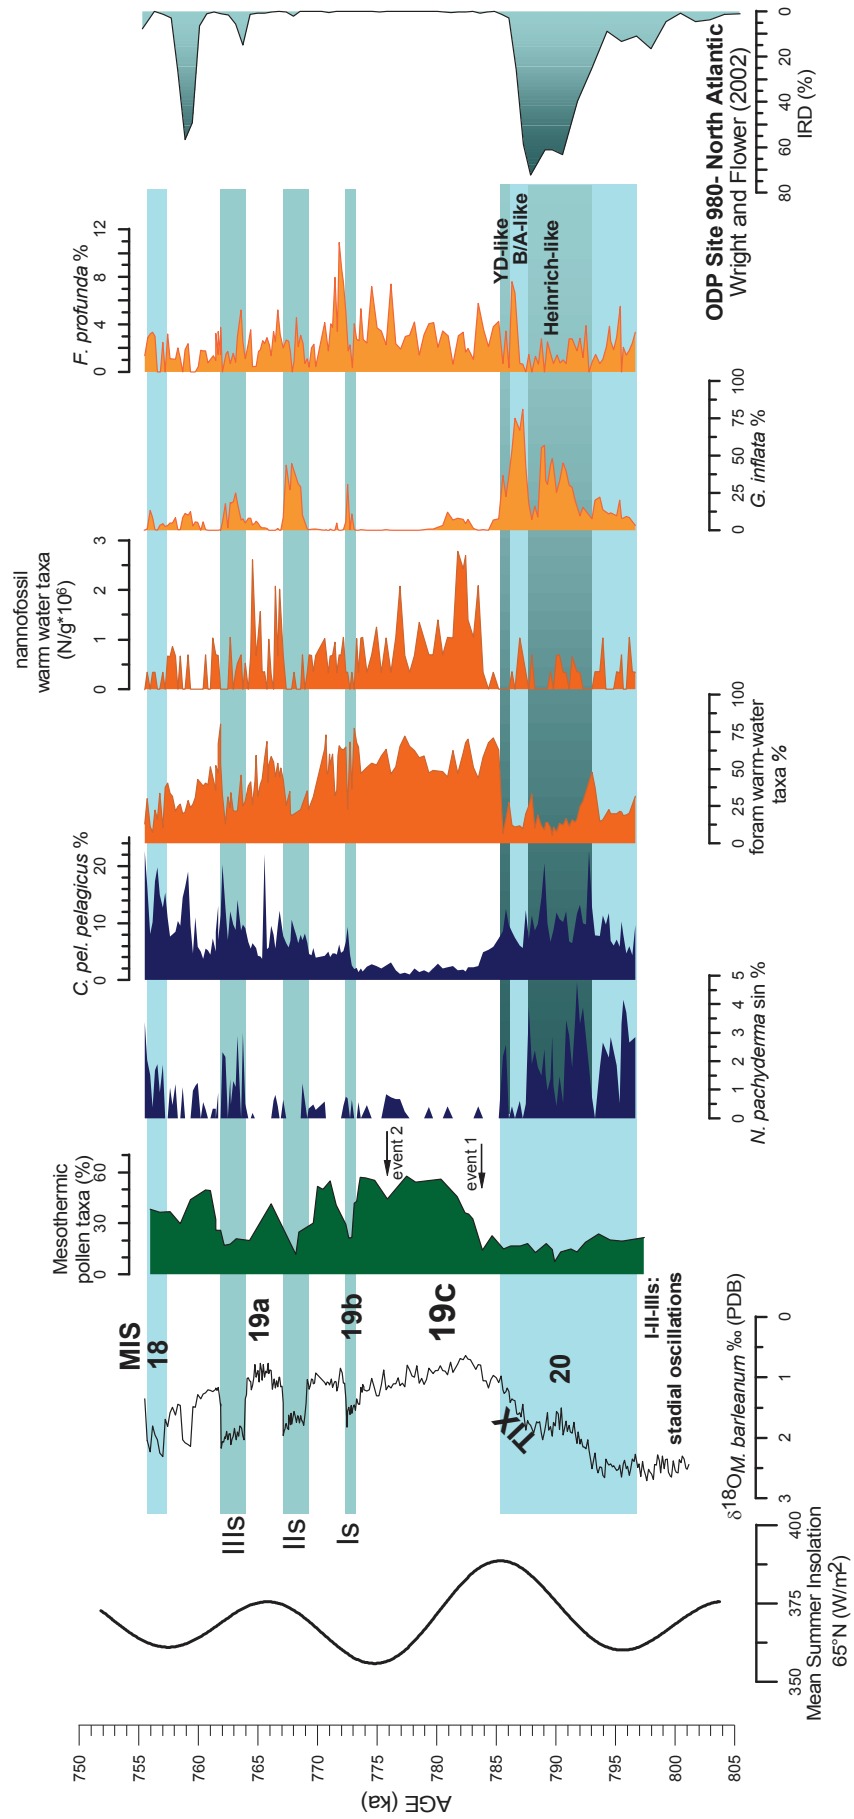 ODP Site 980- North Atlantic
Wright and Flower (2002)
IRD (%)
0
20
40
60
80
F. profunda %
0
4
8
12
YD-like
B/A-like
Heinrich-like
G. inflata %
0
25
50
75
100
nannofossil
warm water taxa
(N/g*10⁶)
0
1
2
3
foram warm-water
taxa %
0
25
50
75
100
C. pel. pelagicus %
0
10
20
N. pachyderma sin %
0
1
2
3
4
5
Mesothermic
pollen taxa (%)
0
30
60
event 2
event 1
MIS
18
19a
19b
19c
20
TIX
I-II-IIIs:
stadial oscillations
δ¹⁸O M. barleanum ‰ (PDB)
0
1
2
3
IIIs
IIs
Is
Mean Summer Insolation
65°N (W/m²)
350
375
400
AGE (ka)
750
755
760
765
770
775
780
785
790
795
800
805